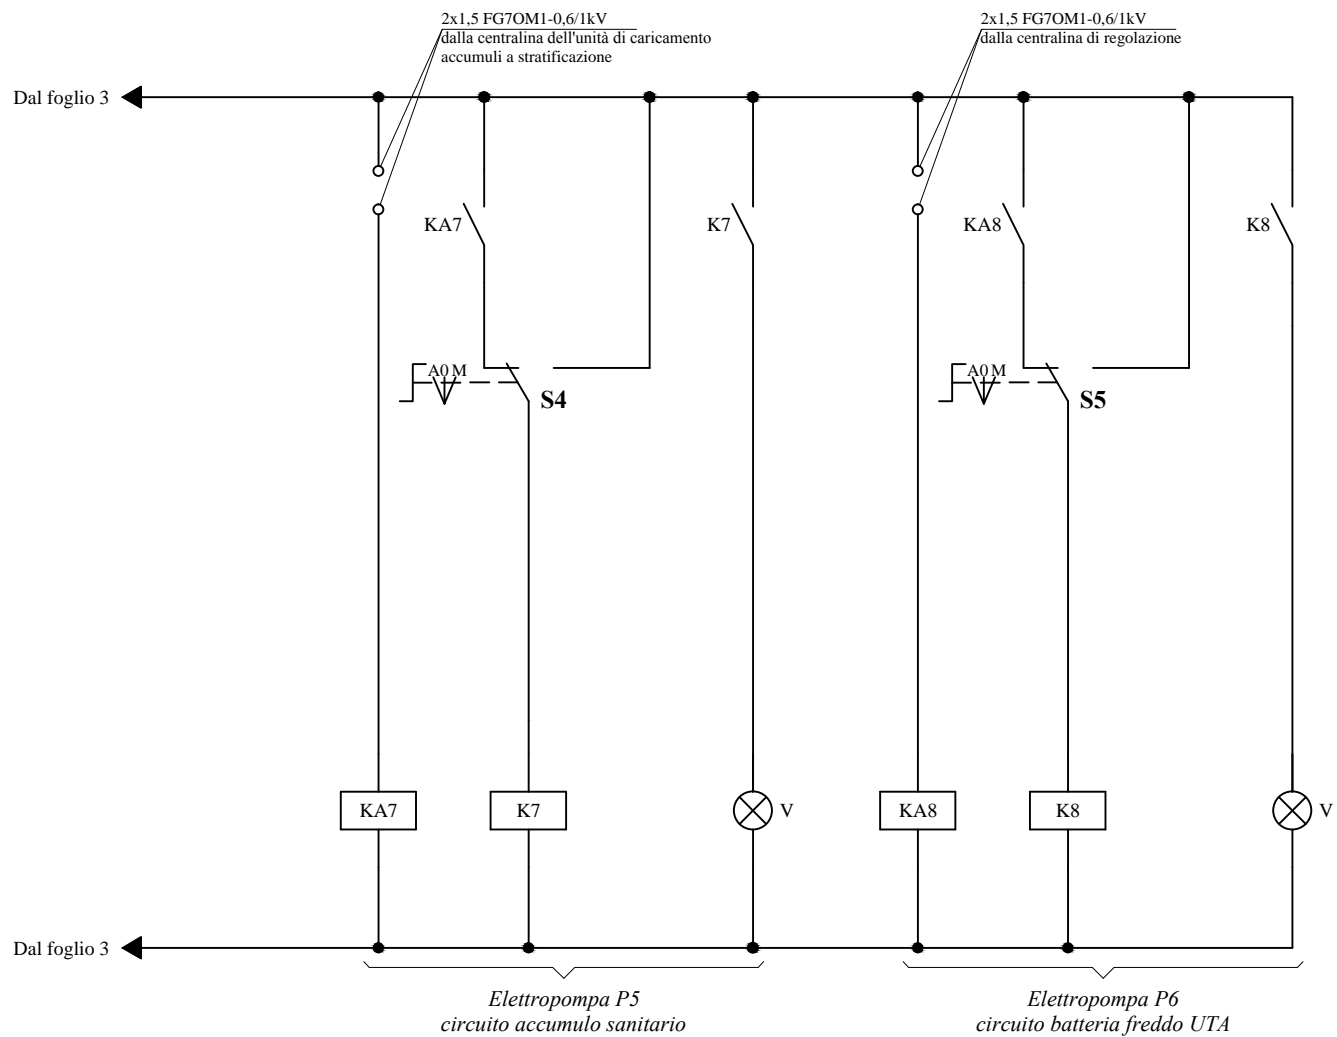 2x1,5 FG7OM1-0,6/1kV
dalla centralina dell'unità di caricamento
accumuli a stratificazione
2x1,5 FG7OM1-0,6/1kV
dalla centralina di regolazione
Dal foglio 3
KA7
K7
KA8
K8
A 0 M
S4
A 0 M
S5
KA7
K7
V
KA8
K8
V
Dal foglio 3
Elettropompa P5
circuito accumulo sanitario
Elettropompa P6
circuito batteria freddo UTA